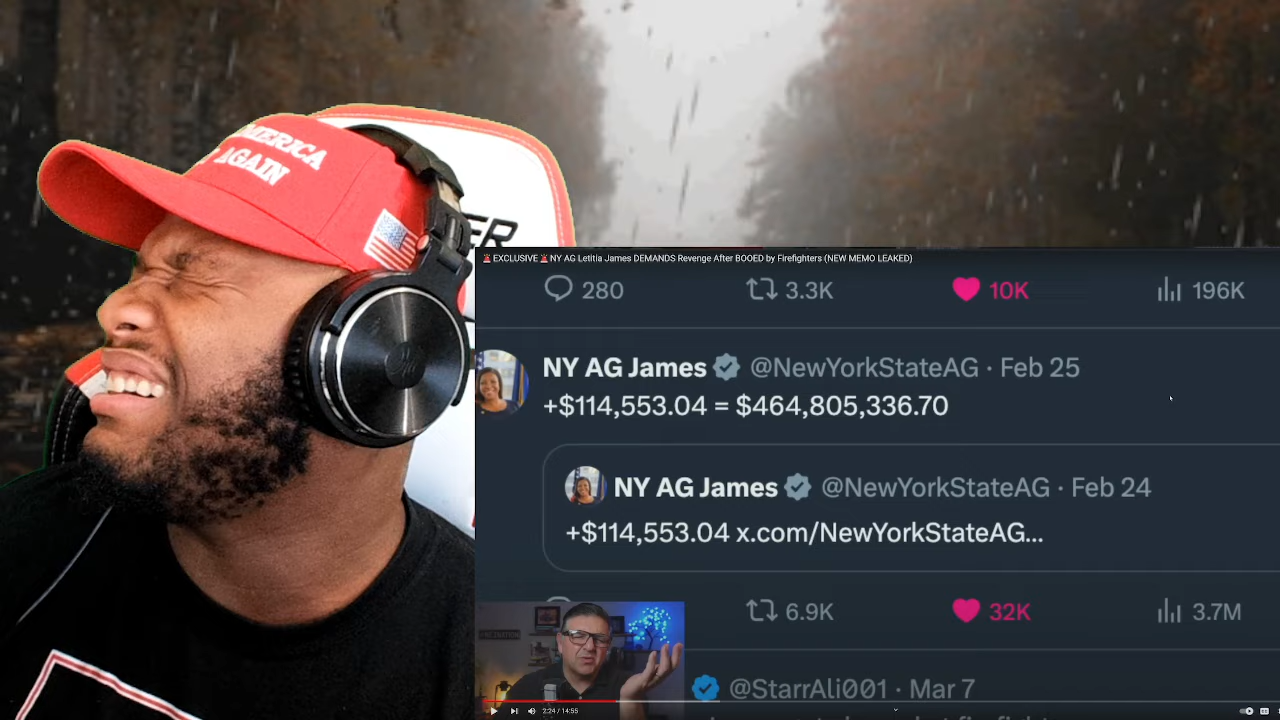 AMERICA
AGAIN
ER
🚨EXCLUSIVE🚨NY AG Letitia James DEMANDS Revenge After BOOED by Firefighters (NEW MEMO LEAKED)
280 3.3K 10K 196K
NY AG James @NewYorkStateAG · Feb 25
+$114,553.04 = $464,805,336.70
NY AG James @NewYorkStateAG · Feb 24
+$114,553.04 x.com/NewYorkStateAG...
6.9K 32K 3.7M
@StarrAli001 · Mar 7
2:24 / 14:55